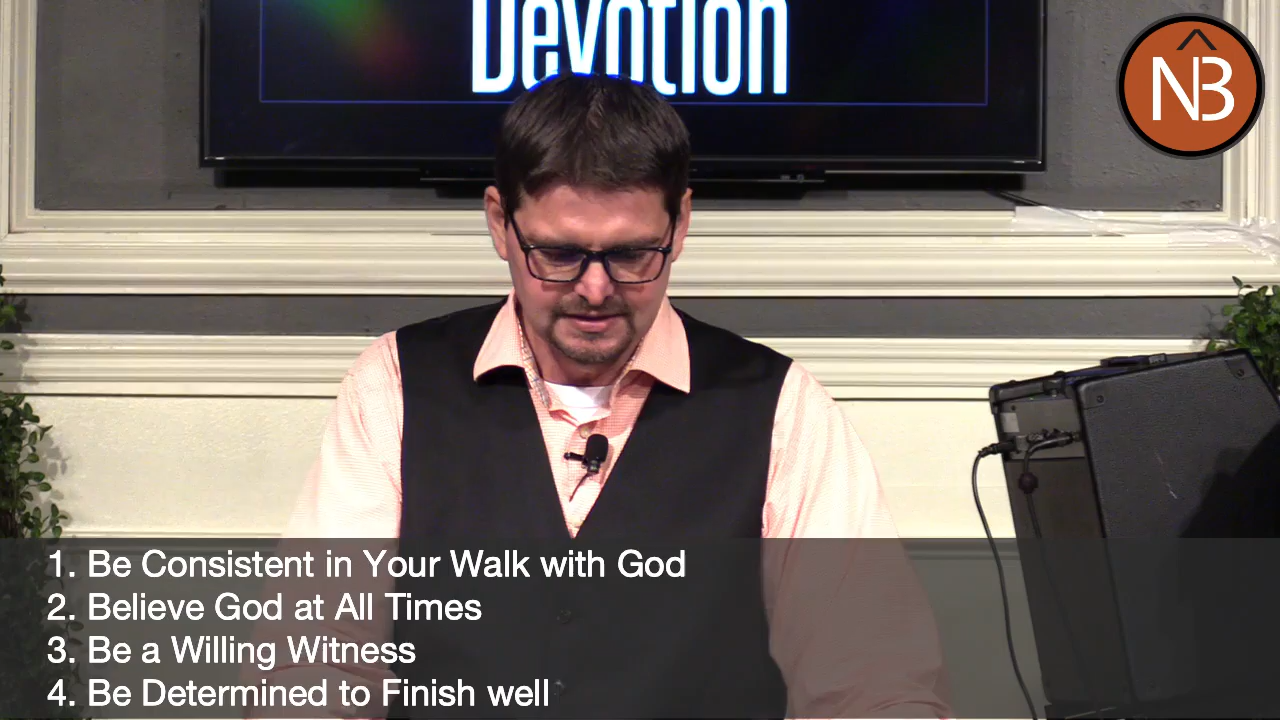 Devotion
NB
1. Be Consistent in Your Walk with God
2. Believe God at All Times
3. Be a Willing Witness
4. Be Determined to Finish well